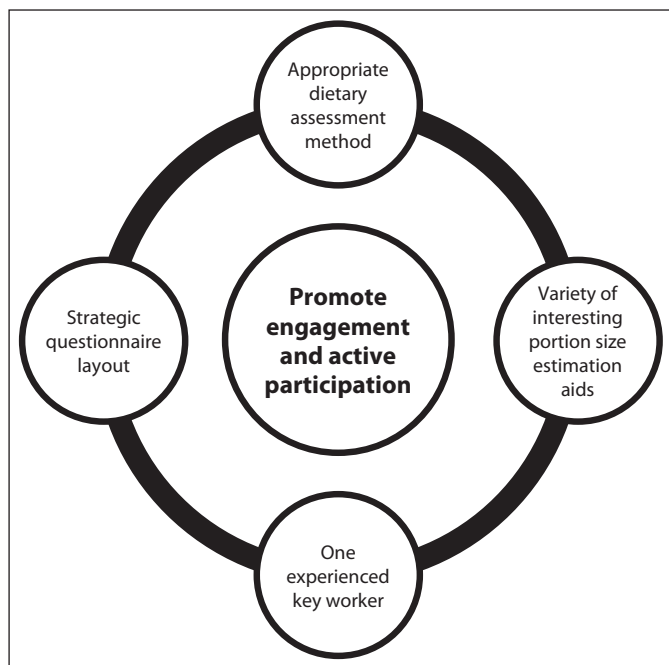 Appropriate
dietary
assessment
method
Strategic
questionnaire
layout
Promote
engagement
and active
participation
Variety of
interesting
portion size
estimation
aids
One
experienced
key worker